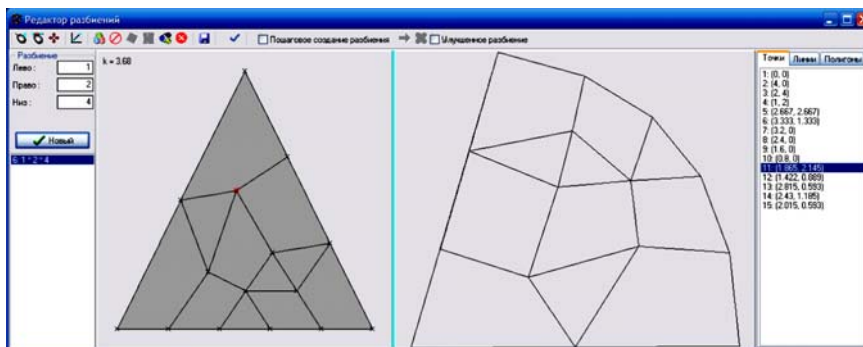 Редактор разбиений
Пошаговое создание разбиения
Улучшенное разбиение
Разбиение
Лево : 1
Право : 2
Низ : 4
Новый
6: 1 * 2 * 4
k = 3.68
Точки Линии Полигоны
1: (0, 0)
2: (4, 0)
3: (2, 4)
4: (1, 2)
5: (2.667, 2.667)
6: (3.333, 1.333)
7: (3.2, 0)
8: (2.4, 0)
9: (1.6, 0)
10: (0.8, 0)
11: (1.865, 2.145)
12: (1.422, 0.889)
13: (2.815, 0.593)
14: (2.43, 1.185)
15: (2.015, 0.593)